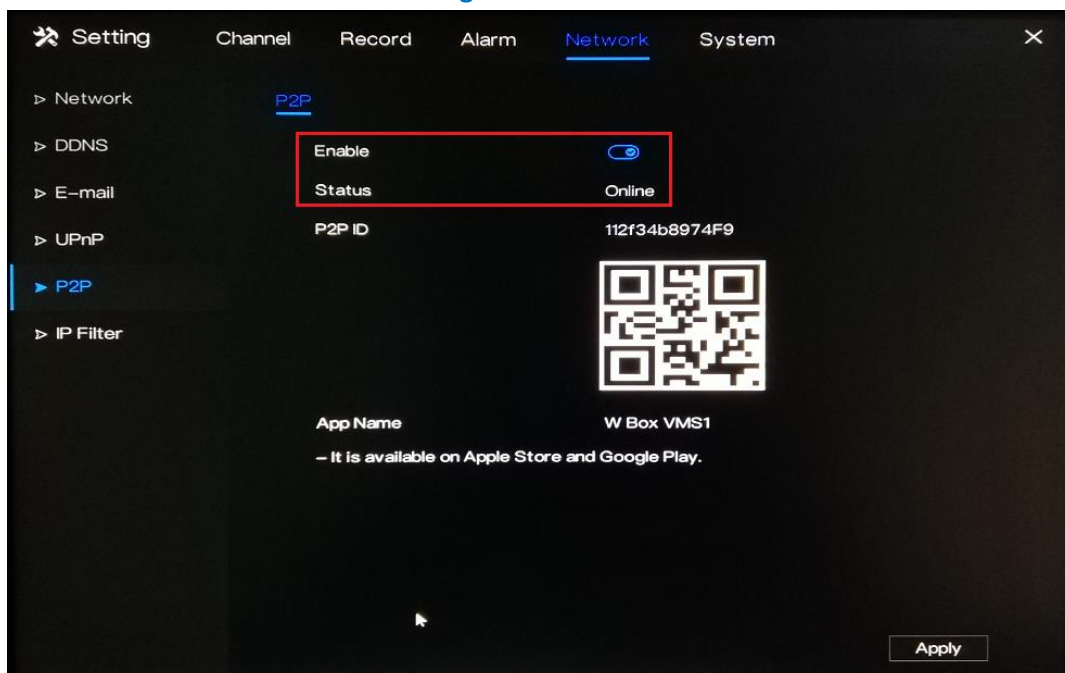 Setting Channel Record Alarm Network System
Network
DDNS
E-mail
UPnP
P2P
IP Filter
P2P
Enable
Status Online
P2P ID 112f34b8974F9
App Name W Box VMS1
– It is available on Apple Store and Google Play.
Apply